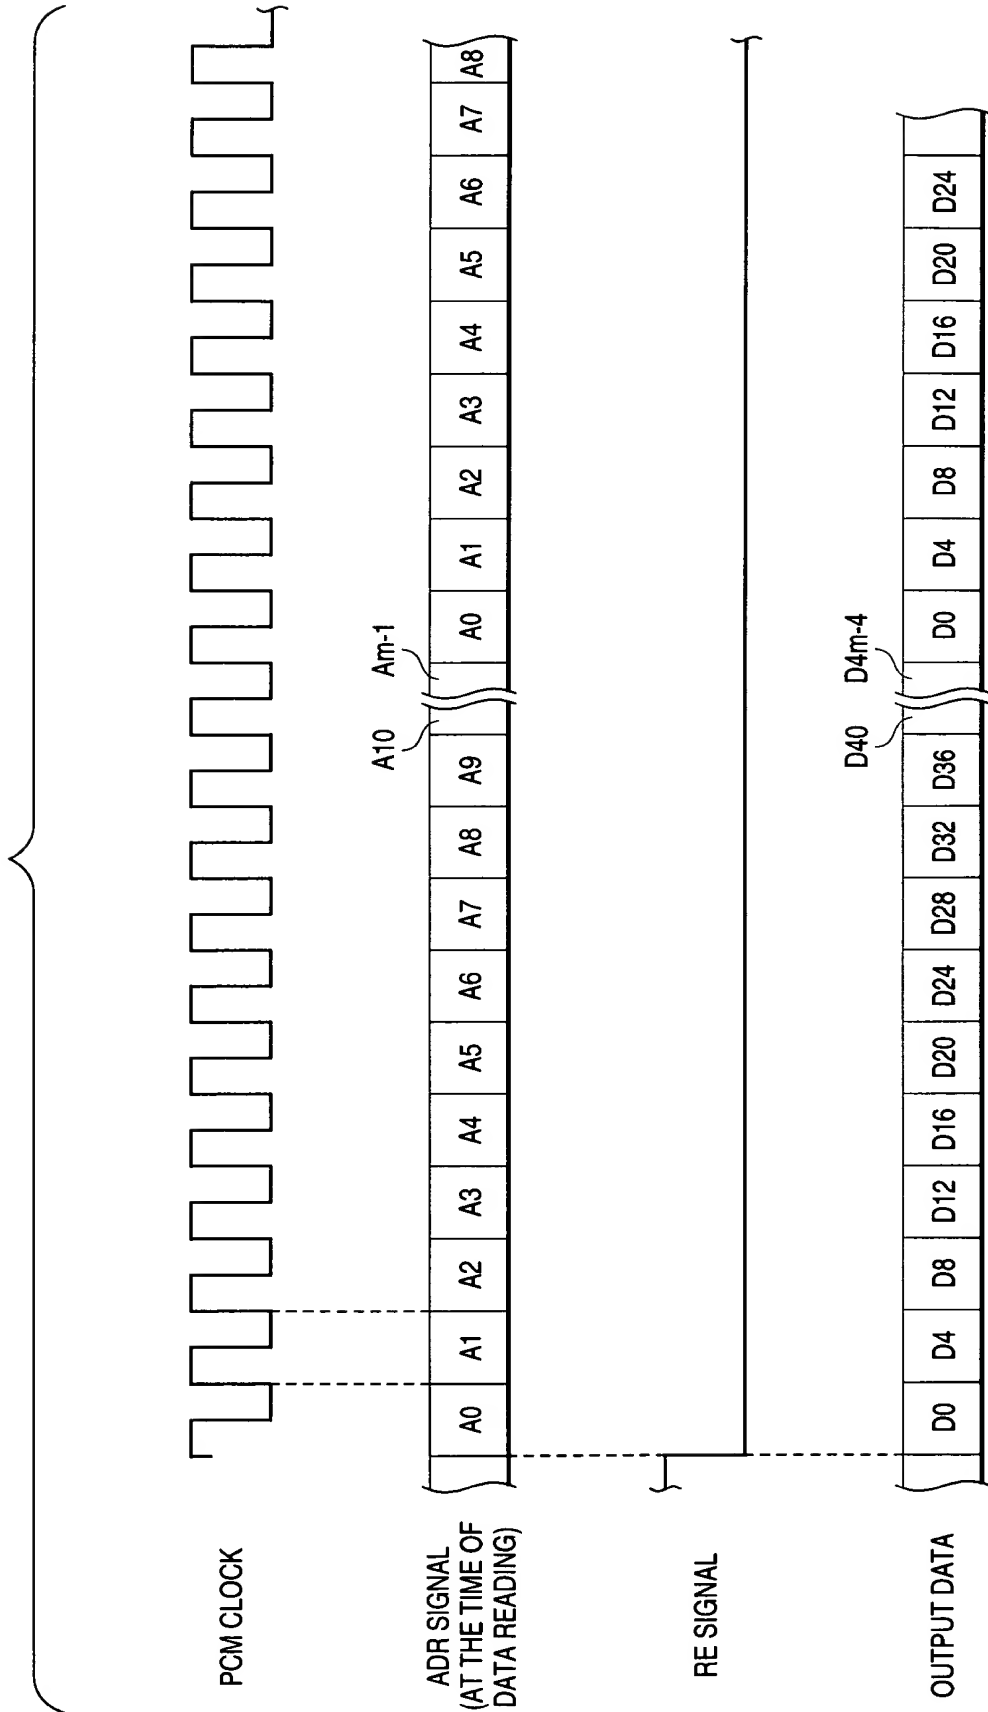 PCM CLOCK
ADR SIGNAL
(AT THE TIME OF
DATA READING)
A0 A1 A2 A3 A4 A5 A6 A7 A8 A9 A10 Am-1 A0 A1 A2 A3 A4 A5 A6 A7 A8
RE SIGNAL
OUTPUT DATA
D0 D4 D8 D12 D16 D20 D24 D28 D32 D36 D40 D4m-4 D0 D4 D8 D12 D16 D20 D24